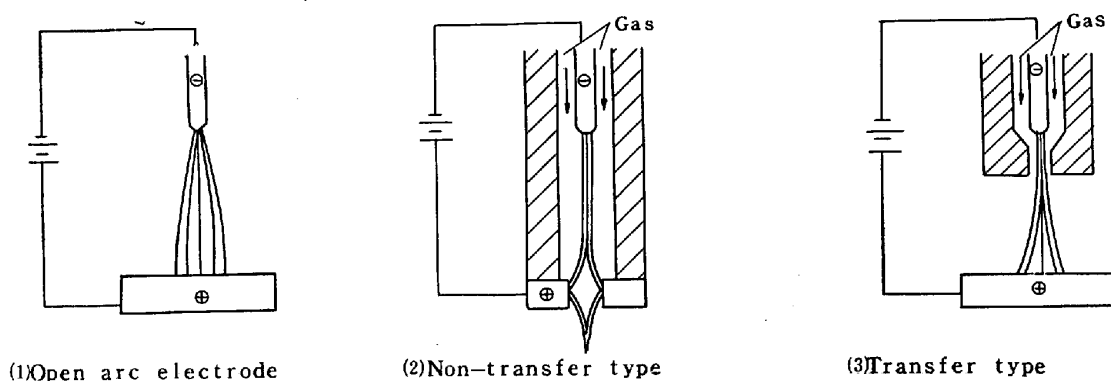 Gas
Gas
⊖
⊖
⊖
⊕
⊕
⊕
(1)Open arc electrode
(2)Non-transfer type
(3)Transfer type